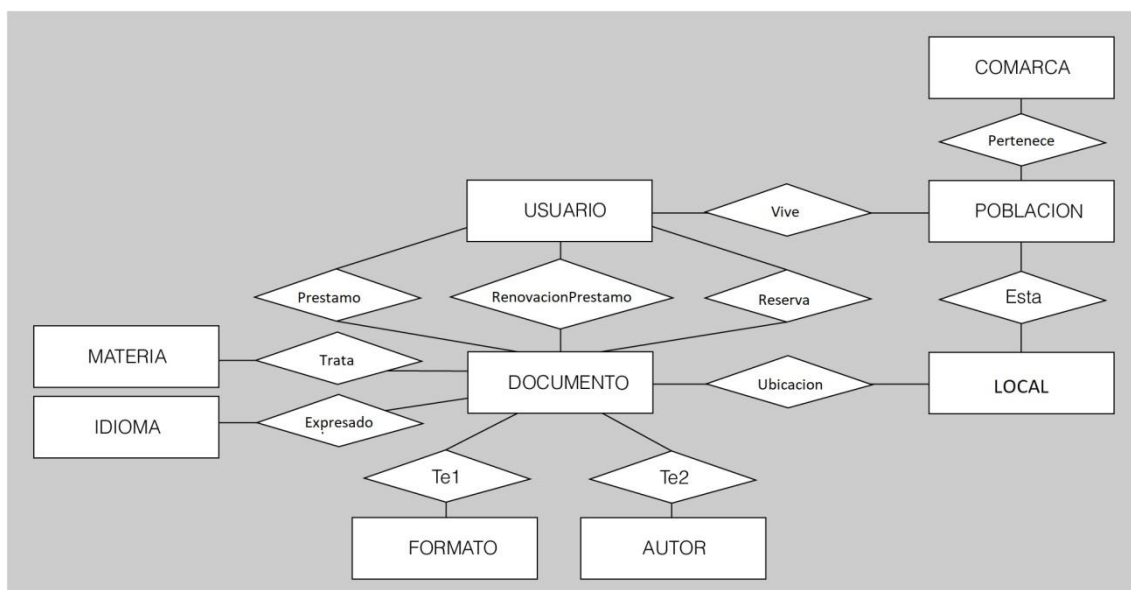 COMARCA
Pertenece
USUARIO
Vive
POBLACION
Prestamo
RenovacionPrestamo
Reserva
Esta
MATERIA
Trata
DOCUMENTO
Ubicacion
LOCAL
IDIOMA
Expresado
Te1
Te2
FORMATO
AUTOR